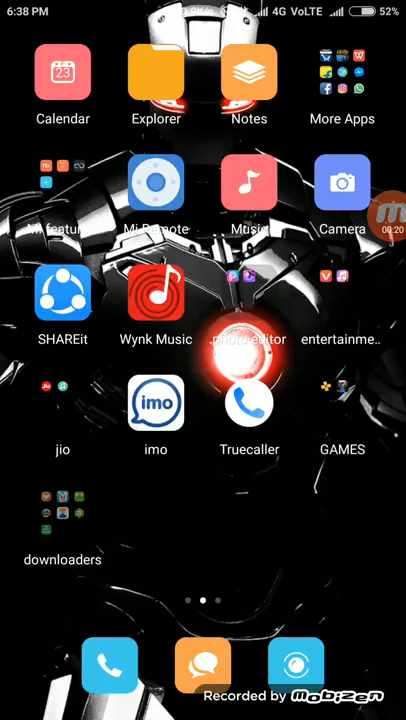 6:38 PM 4G VoLTE 52%
23
Calendar Explorer Notes More Apps
Mi Remote Music Camera
00:20
SHAREit Wynk Music photo editor entertainme..
imo
jio imo Truecaller GAMES
downloaders
Recorded by mobizen